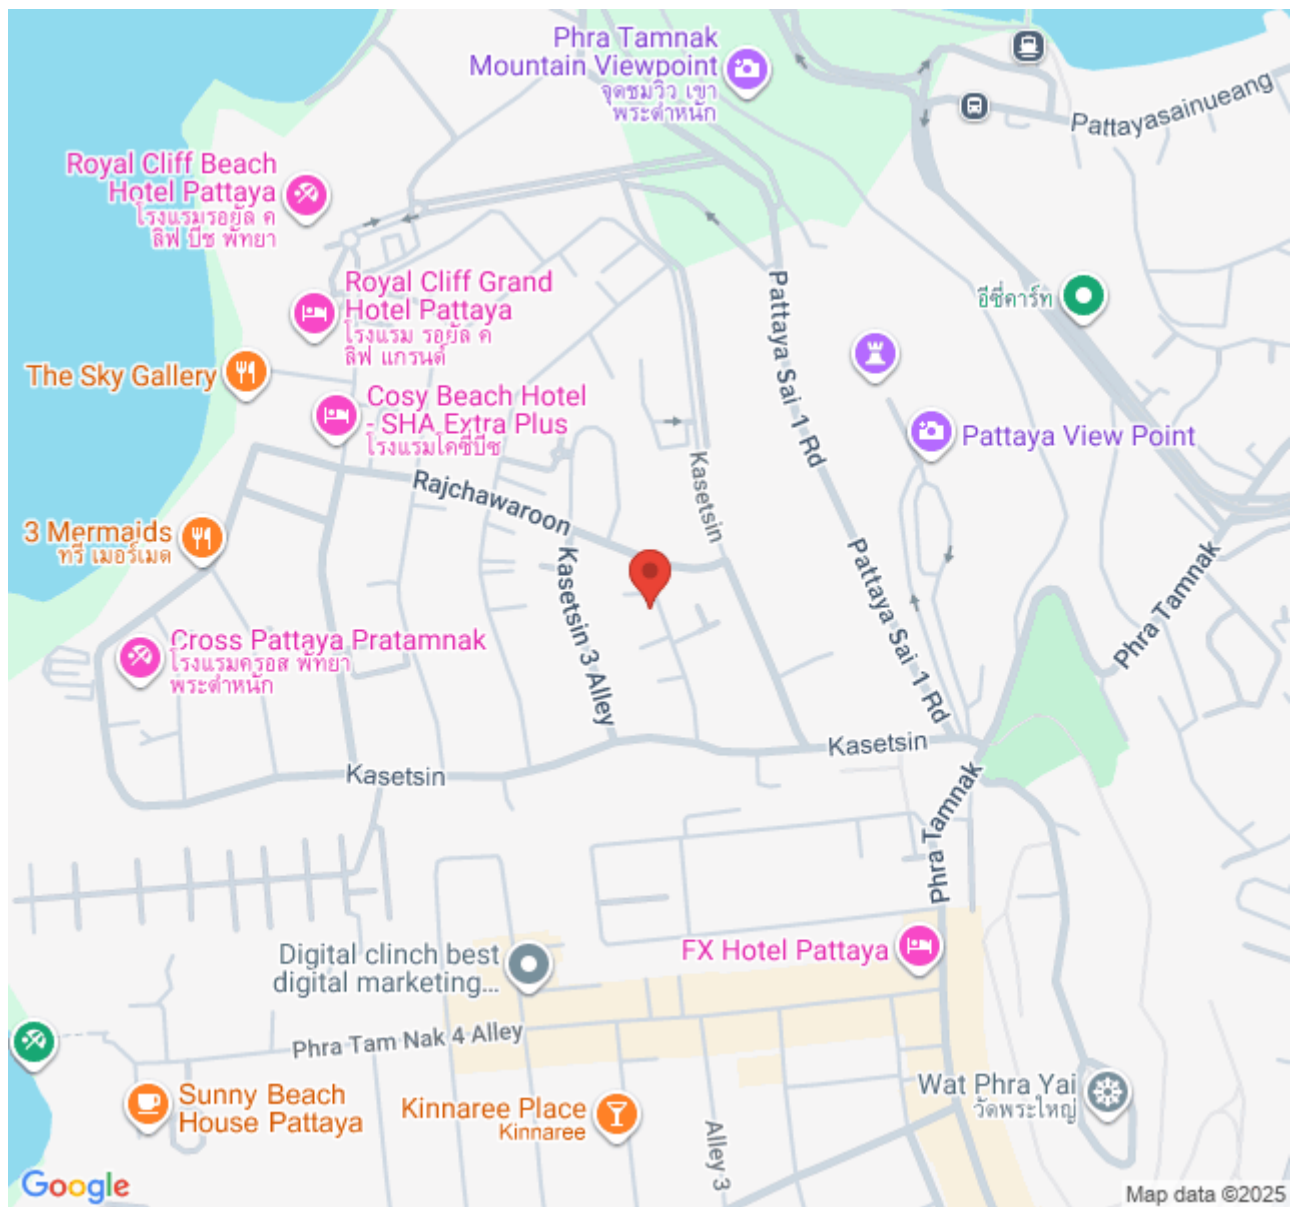 Phra Tamnak
Mountain Viewpoint
จุดชมวิว เขา
พระตำหนัก
Pattayasainueang
Royal Cliff Beach
Hotel Pattaya
โรงแรมรอยัล ค
ลิฟ บีช พัทยา
Royal Cliff Grand
Hotel Pattaya
โรงแรม รอยัล ค
ลิฟ แกรนด์
อีซี่คาร์ท
Pattaya Sai 1 Rd
The Sky Gallery
Cosy Beach Hotel
- SHA Extra Plus
โรงแรมโคซีบีช
Pattaya View Point
Rajchawaroon
Kasetsin
3 Mermaids
ทรี เมอร์เมด
Kasetsin 3 Alley
Pattaya Sai 1 Rd
Phra Tamnak
Cross Pattaya Pratamnak
โรงแรมครอส พัทยา
พระตำหนัก
Kasetsin
Kasetsin
Phra Tamnak
FX Hotel Pattaya
Digital clinch best
digital marketing...
Phra Tam Nak 4 Alley
Sunny Beach
House Pattaya
Kinnaree Place
Kinnaree
Wat Phra Yai
วัดพระใหญ่
Alley 3
Google
Map data ©2025